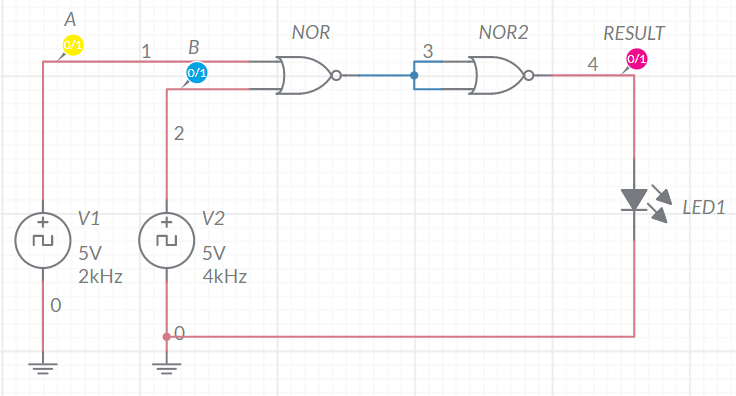 A
0/1
1
B
0/1
NOR
3
NOR2
RESULT
0/1
4
2
V1
5V
2kHz
V2
5V
4kHz
LED1
0
0